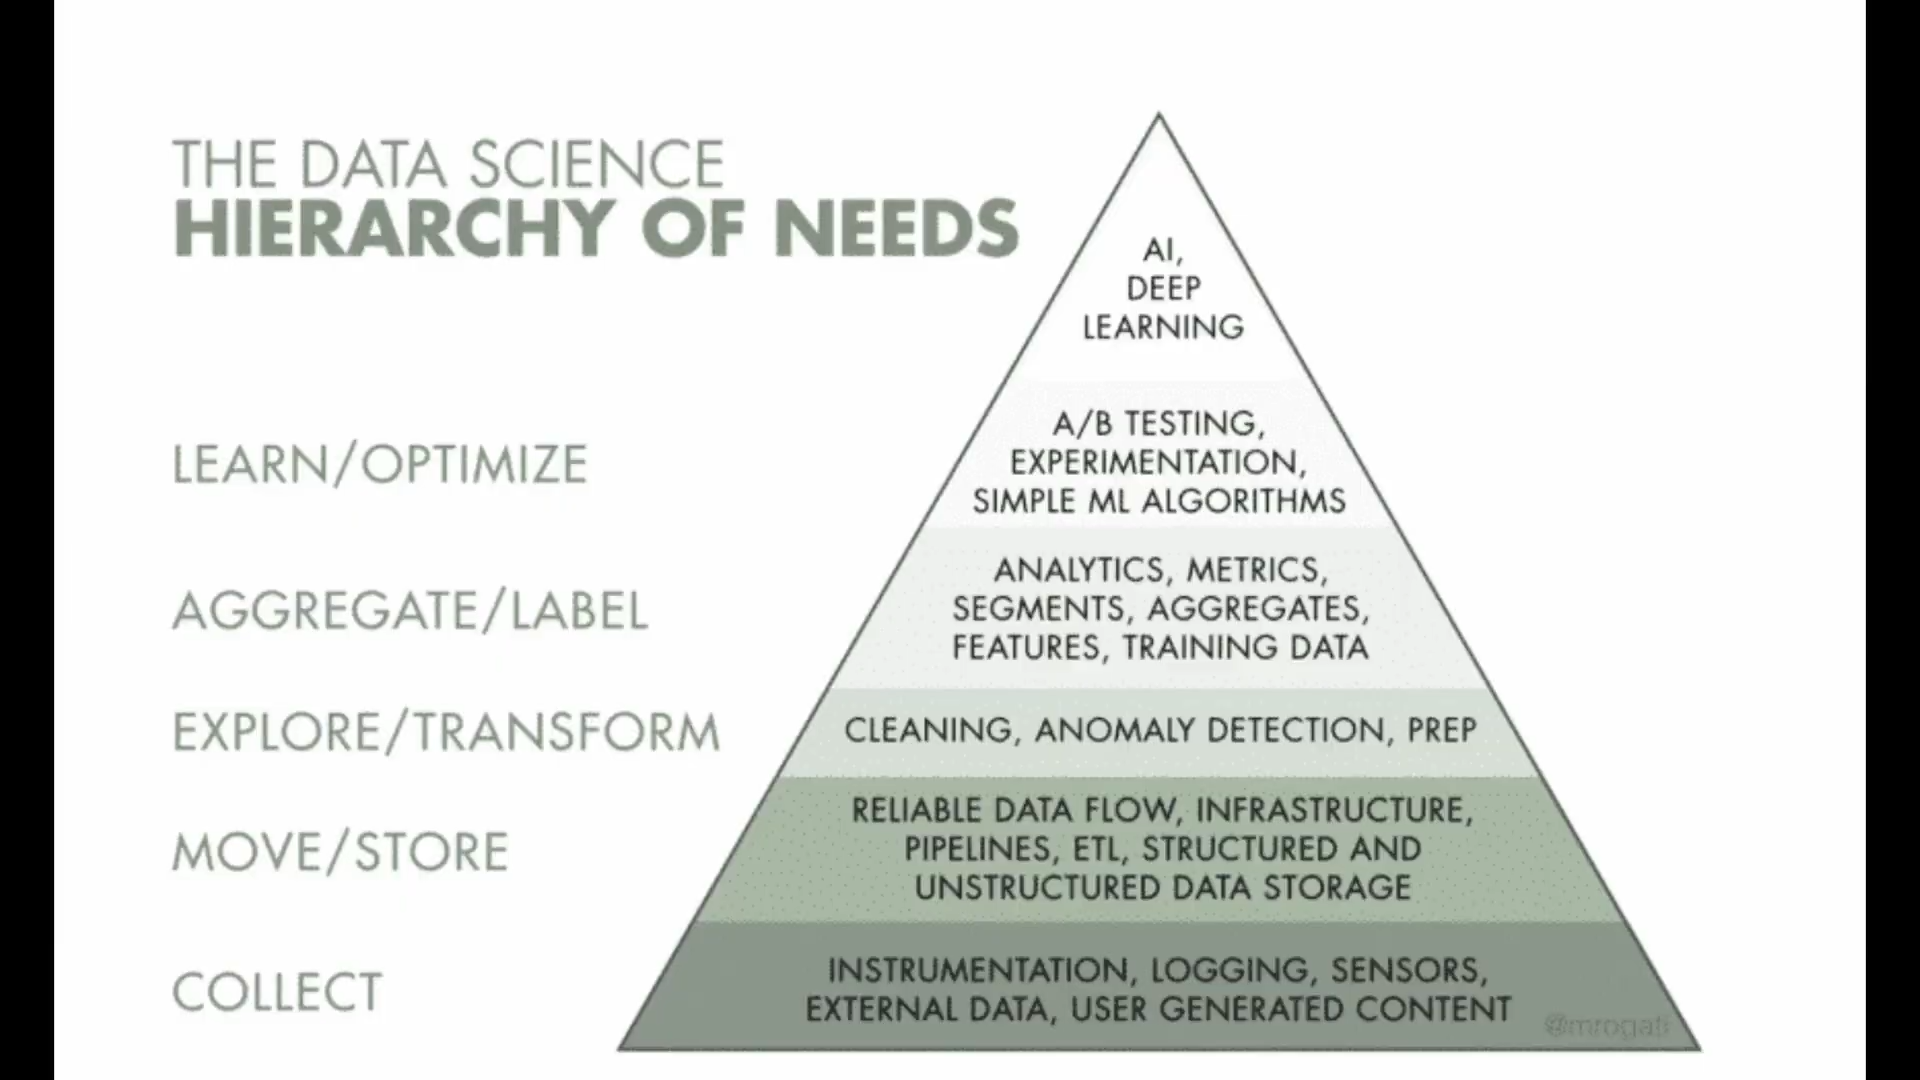 THE DATA SCIENCE
HIERARCHY OF NEEDS
AI,
DEEP
LEARNING
LEARN/OPTIMIZE
A/B TESTING,
EXPERIMENTATION,
SIMPLE ML ALGORITHMS
AGGREGATE/LABEL
ANALYTICS, METRICS,
SEGMENTS, AGGREGATES,
FEATURES, TRAINING DATA
EXPLORE/TRANSFORM
CLEANING, ANOMALY DETECTION, PREP
MOVE/STORE
RELIABLE DATA FLOW, INFRASTRUCTURE,
PIPELINES, ETL, STRUCTURED AND
UNSTRUCTURED DATA STORAGE
COLLECT
INSTRUMENTATION, LOGGING, SENSORS,
EXTERNAL DATA, USER GENERATED CONTENT
@mrogati